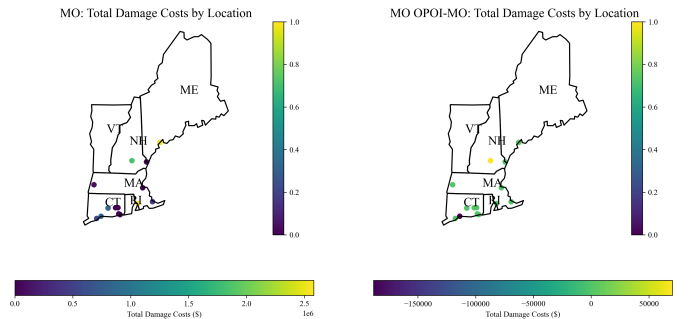 MO: Total Damage Costs by Location
1.0
0.8
0.6
0.4
0.2
0.0
ME
VT
NH
MA
CT
RI
0.0 0.5 1.0 1.5 2.0 2.5
Total Damage Costs ($)
1e6
MO OPOI-MO: Total Damage Costs by Location
1.0
0.8
0.6
0.4
0.2
0.0
ME
VT
NH
MA
CT
RI
−150000 −100000 −50000 0 50000
Total Damage Costs ($)